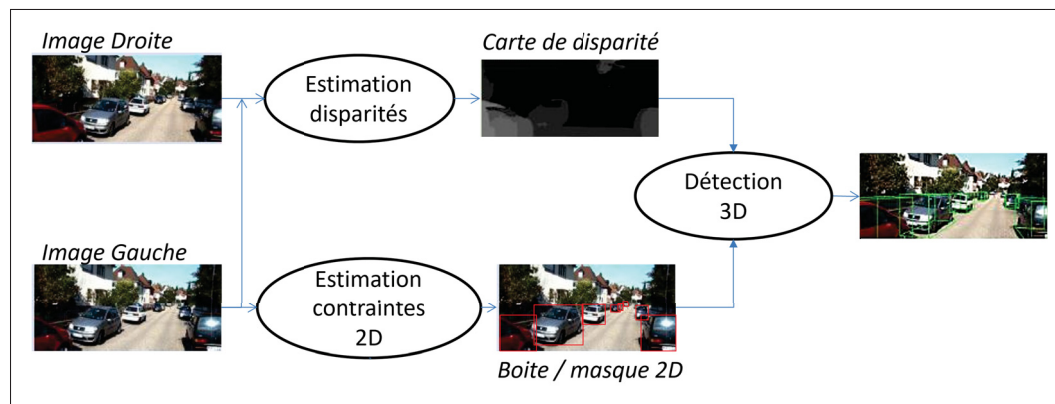 Image Droite
Carte de disparité
Estimation
disparités
Détection
3D
Image Gauche
Estimation
contraintes
2D
Boite / masque 2D